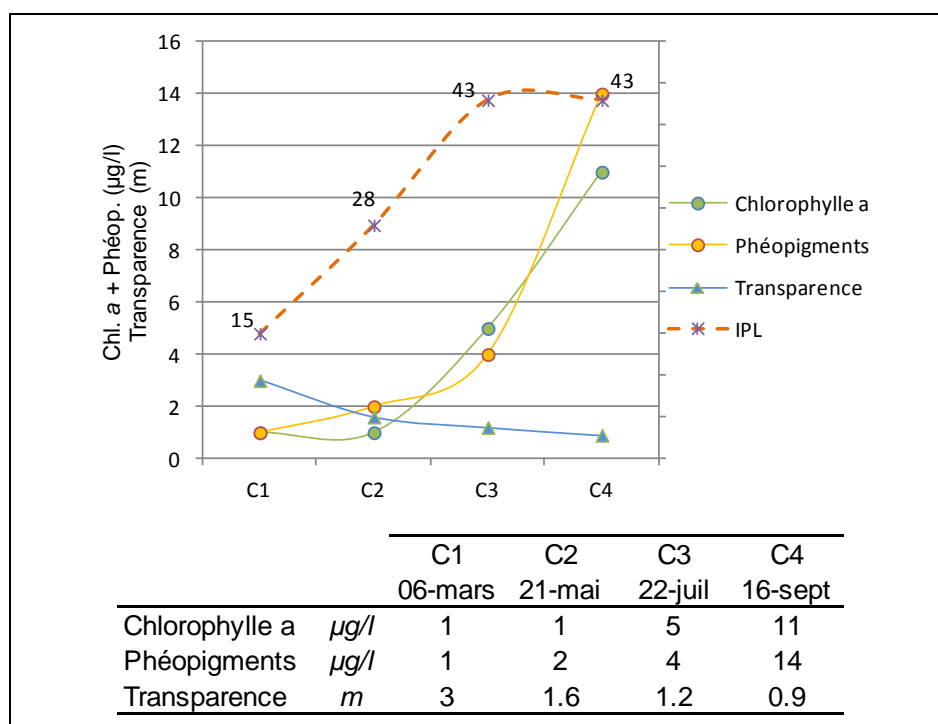 16
14
12
10
8
6
4
2
0
Chl. a + Phéop. (µg/l)
Transparence (m)
15
28
43
43
C1 C2 C3 C4
Chlorophylle a
Phéopigments
Transparence
IPL
C1 C2 C3 C4
06-mars 21-mai 22-juil 16-sept
Chlorophylle a µg/l 1 1 5 11
Phéopigments µg/l 1 2 4 14
Transparence m 3 1.6 1.2 0.9